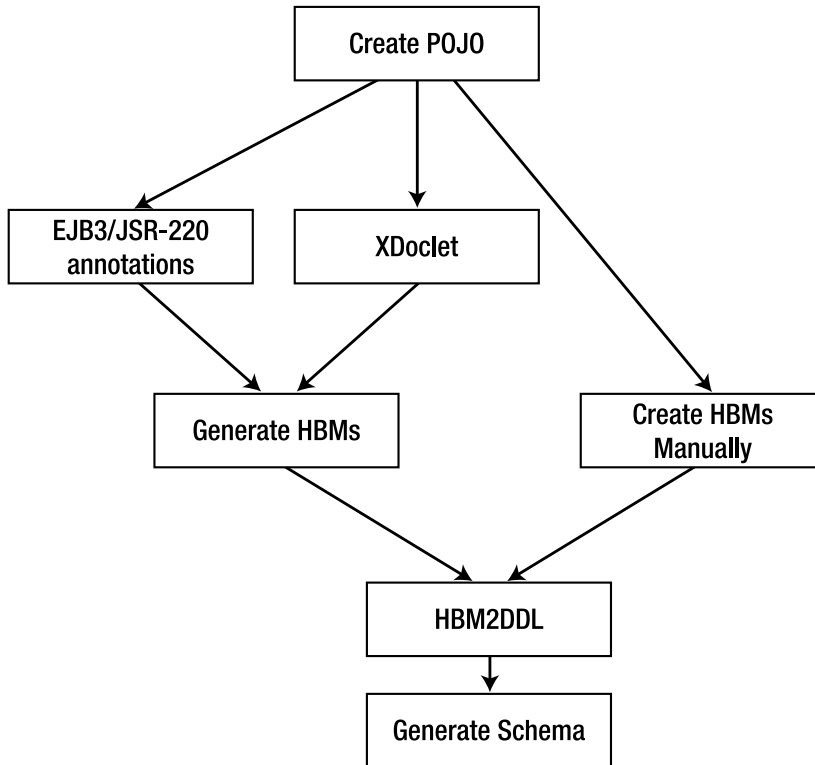 Create POJO
EJB3/JSR-220
annotations
XDoclet
Generate HBMs
Create HBMs
Manually
HBM2DDL
Generate Schema